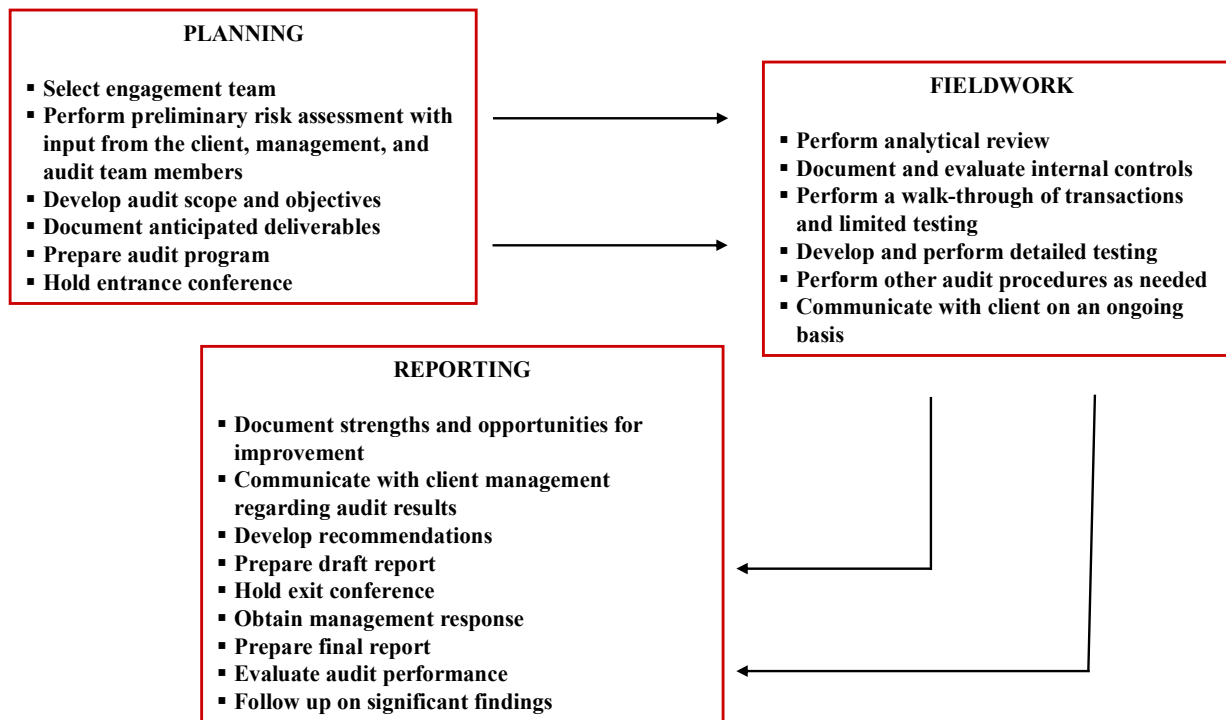 PLANNING
▪ Select engagement team
▪ Perform preliminary risk assessment with
input from the client, management, and
audit team members
▪ Develop audit scope and objectives
▪ Document anticipated deliverables
▪ Prepare audit program
▪ Hold entrance conference
FIELDWORK
▪ Perform analytical review
▪ Document and evaluate internal controls
▪ Perform a walk-through of transactions
and limited testing
▪ Develop and perform detailed testing
▪ Perform other audit procedures as needed
▪ Communicate with client on an ongoing
basis
REPORTING
▪ Document strengths and opportunities for
improvement
▪ Communicate with client management
regarding audit results
▪ Develop recommendations
▪ Prepare draft report
▪ Hold exit conference
▪ Obtain management response
▪ Prepare final report
▪ Evaluate audit performance
▪ Follow up on significant findings